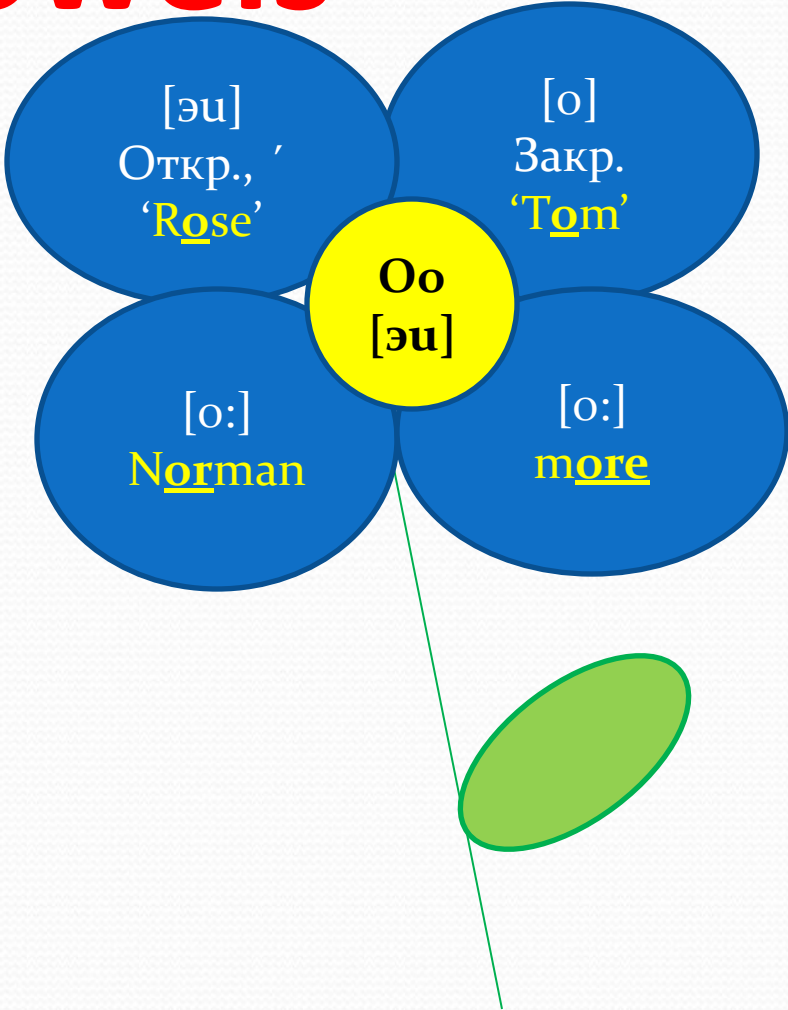 [эu]
Откр., ´
‘Rose’
[o]
Закр.
‘Tom’
Oo
[эu]
[o:]
Norman
[o:]
more